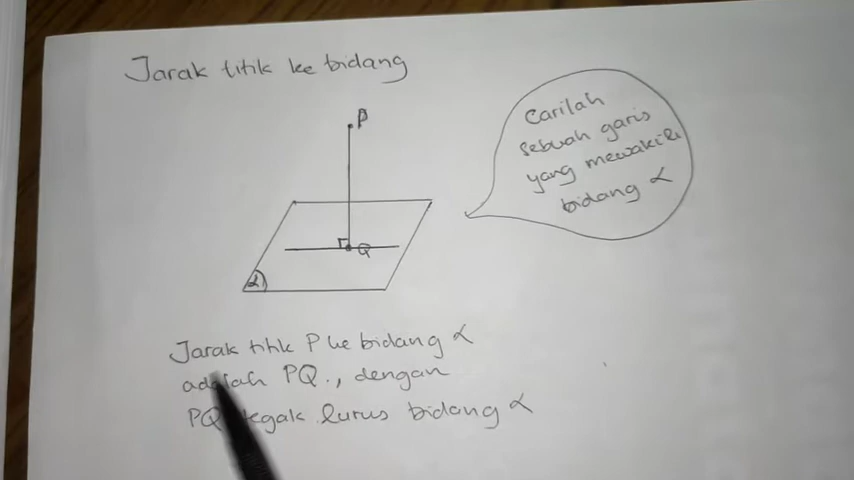 Jarak titik ke bidang
P
Carilah
sebuah garis
yang mewakili
bidang α
Q
α
Jarak titik P ke bidang α
adalah PQ., dengan
PQ tegak lurus bidang α